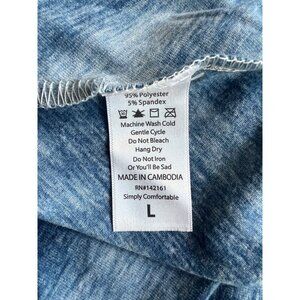 95% Polyester
5% Spandex
Machine Wash Cold
Gentle Cycle
Do Not Bleach
Hang Dry
Do Not Iron
Or You'll Be Sad
MADE IN CAMBODIA
RN#142161
Simply Comfortable
L